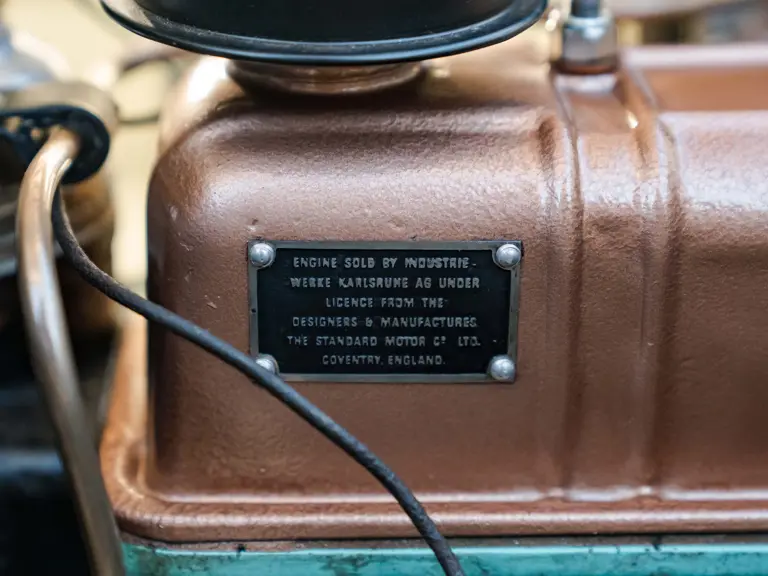 ENGINE SOLD BY INDUSTRIE-
WERKE KARLSRUHE AG UNDER
LICENCE FROM THE
DESIGNERS & MANUFACTURES
THE STANDARD MOTOR Cº LTD.
COVENTRY, ENGLAND.